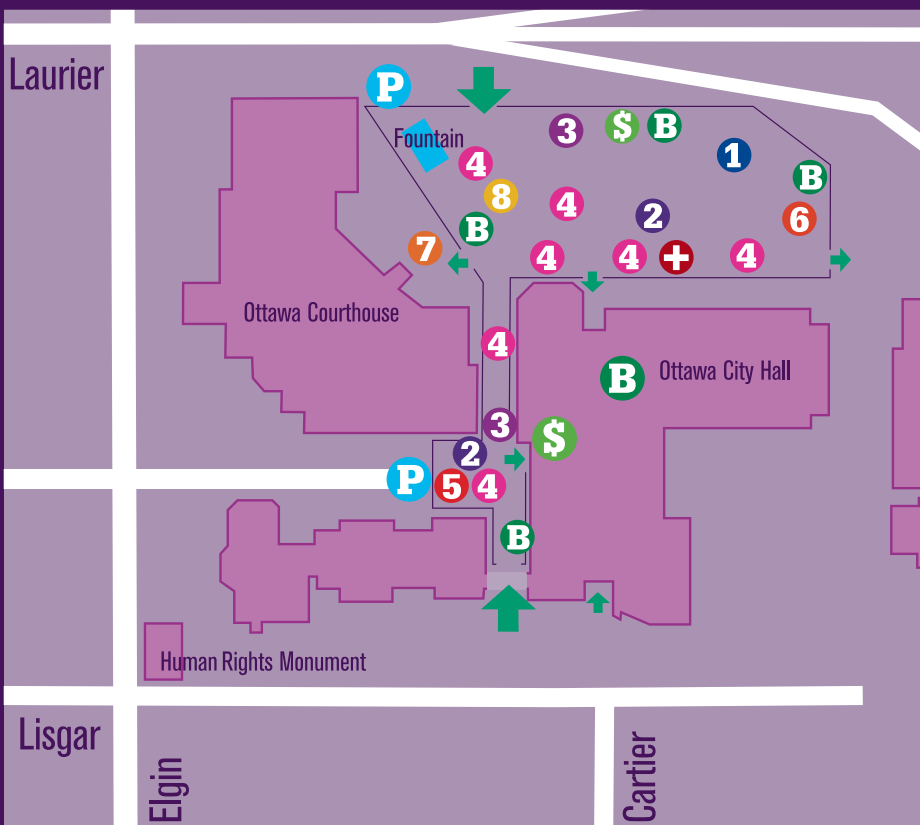 Laurier
P
Fountain
3
$
B
1
4
8
4
B
2
6
B
7
4
4
+
4
Ottawa Courthouse
4
B
Ottawa City Hall
3
$
2
P
5
4
B
Human Rights Monument
Lisgar
Elgin
Cartier